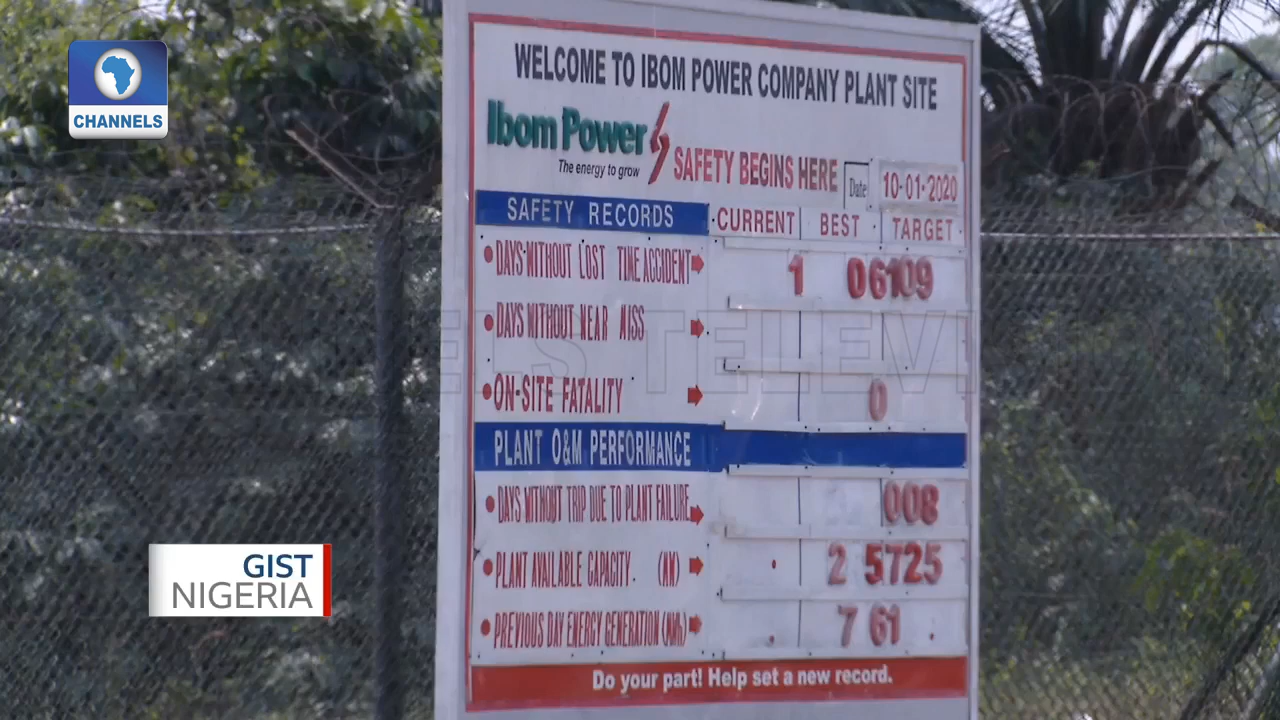 CHANNELS
WELCOME TO IBOM POWER COMPANY PLANT SITE
Ibom Power
The energy to grow
SAFETY BEGINS HERE Date 10-01-2020
SAFETY RECORDS CURRENT BEST TARGET
DAYS WITHOUT LOST TIME ACCIDENT 1 06109
DAYS WITHOUT NEAR MISS
ON-SITE FATALITY 0
PLANT O&M PERFORMANCE
DAYS WITHOUT TRIP DUE TO PLANT FAILURE 008
PLANT AVAILABLE CAPACITY. 2 5725
PREVIOUS DAY ENERGY GENERATION 7 61 .
Do your part! Help set a new record.
GIST
NIGERIA